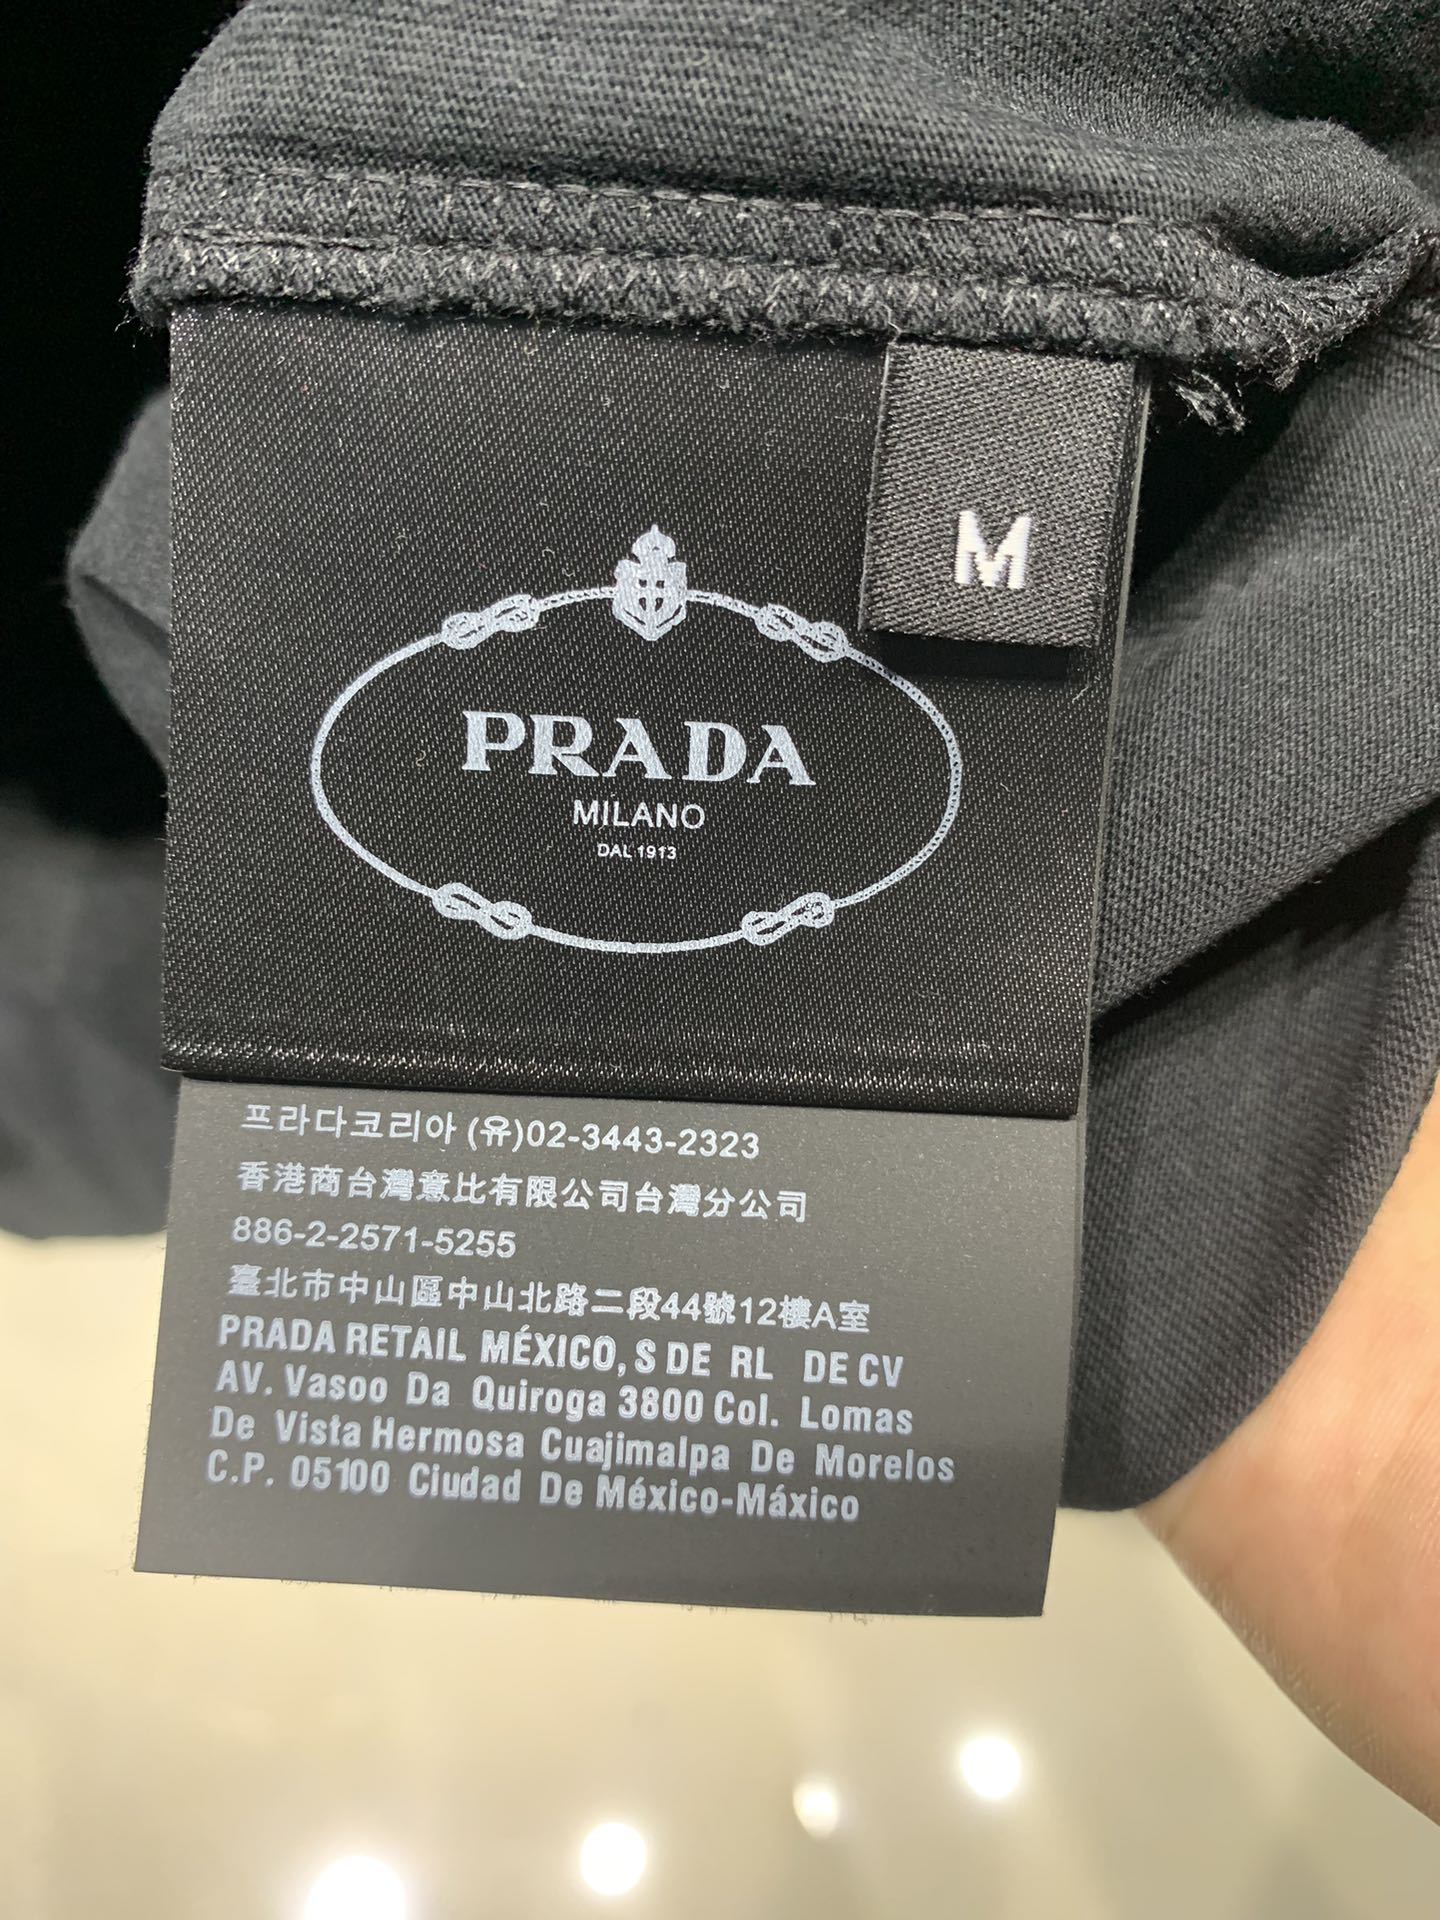 M
PRADA
MILANO
DAL 1913
프라다코리아 (유)02-3443-2323
香港商台灣意比有限公司台灣分公司
886-2-2571-5255
臺北市中山區中山北路二段44號12樓A室
PRADA RETAIL MÉXICO, S DE RL DE CV
AV. Vasoo Da Quiroga 3800 Col. Lomas
De Vista Hermosa Cuajimalpa De Morelos
C.P. 05100 Ciudad De México-Máxico